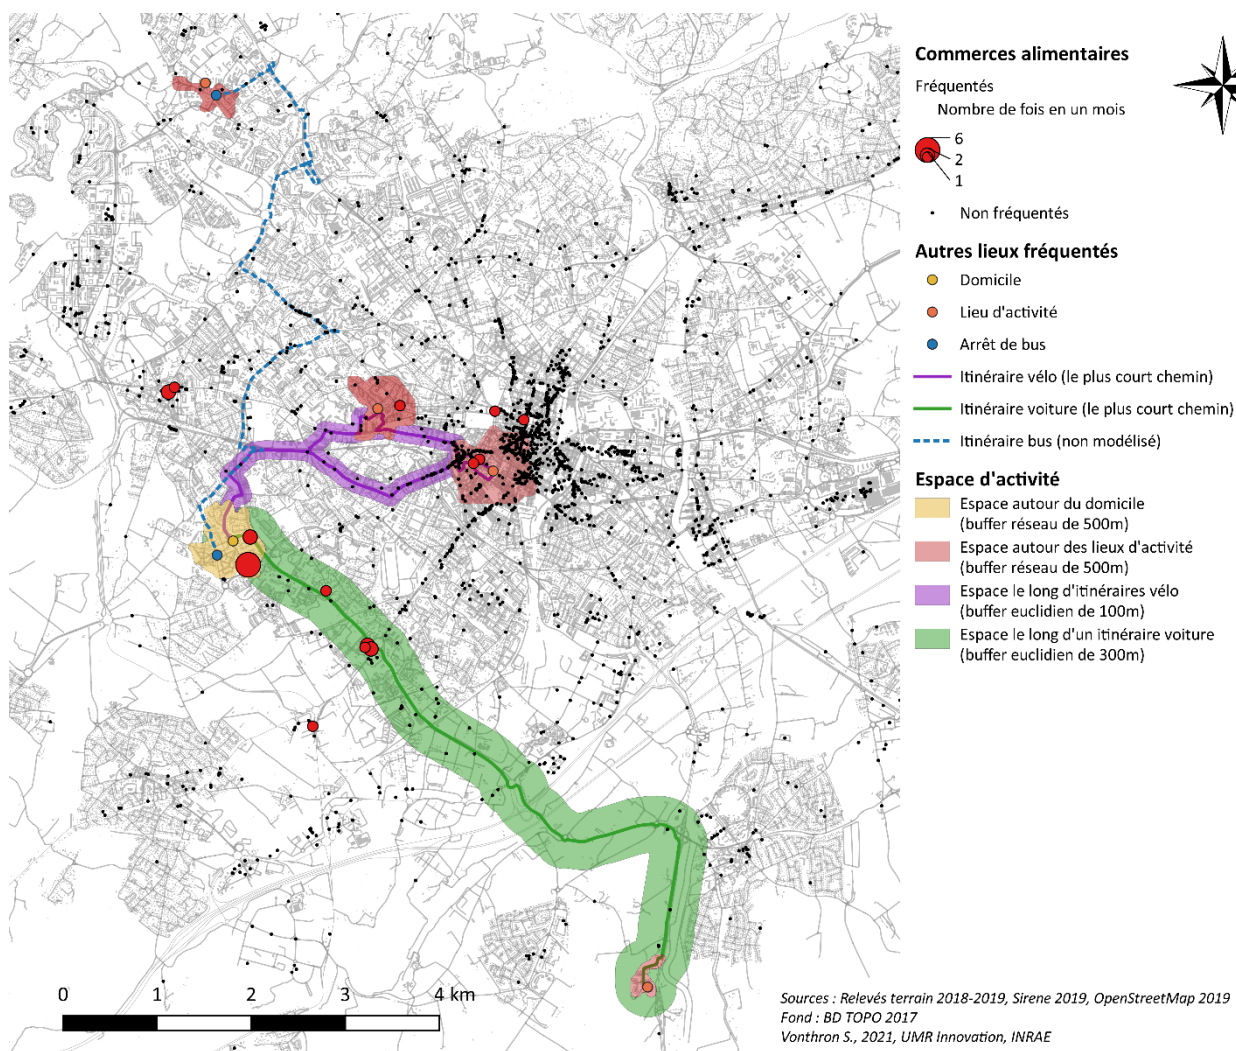 Commerces alimentaires
Fréquentés
Nombre de fois en un mois
6
2
1
Non fréquentés
Autres lieux fréquentés
Domicile
Lieu d'activité
Arrêt de bus
Itinéraire vélo (le plus court chemin)
Itinéraire voiture (le plus court chemin)
Itinéraire bus (non modélisé)
Espace d'activité
Espace autour du domicile
(buffer réseau de 500m)
Espace autour des lieux d'activité
(buffer réseau de 500m)
Espace le long d'itinéraires vélo
(buffer euclidien de 100m)
Espace le long d'un itinéraire voiture
(buffer euclidien de 300m)
0 1 2 3 4 km
Sources : Relevés terrain 2018-2019, Sirene 2019, OpenStreetMap 2019
Fond : BD TOPO 2017
Vonthron S., 2021, UMR Innovation, INRAE